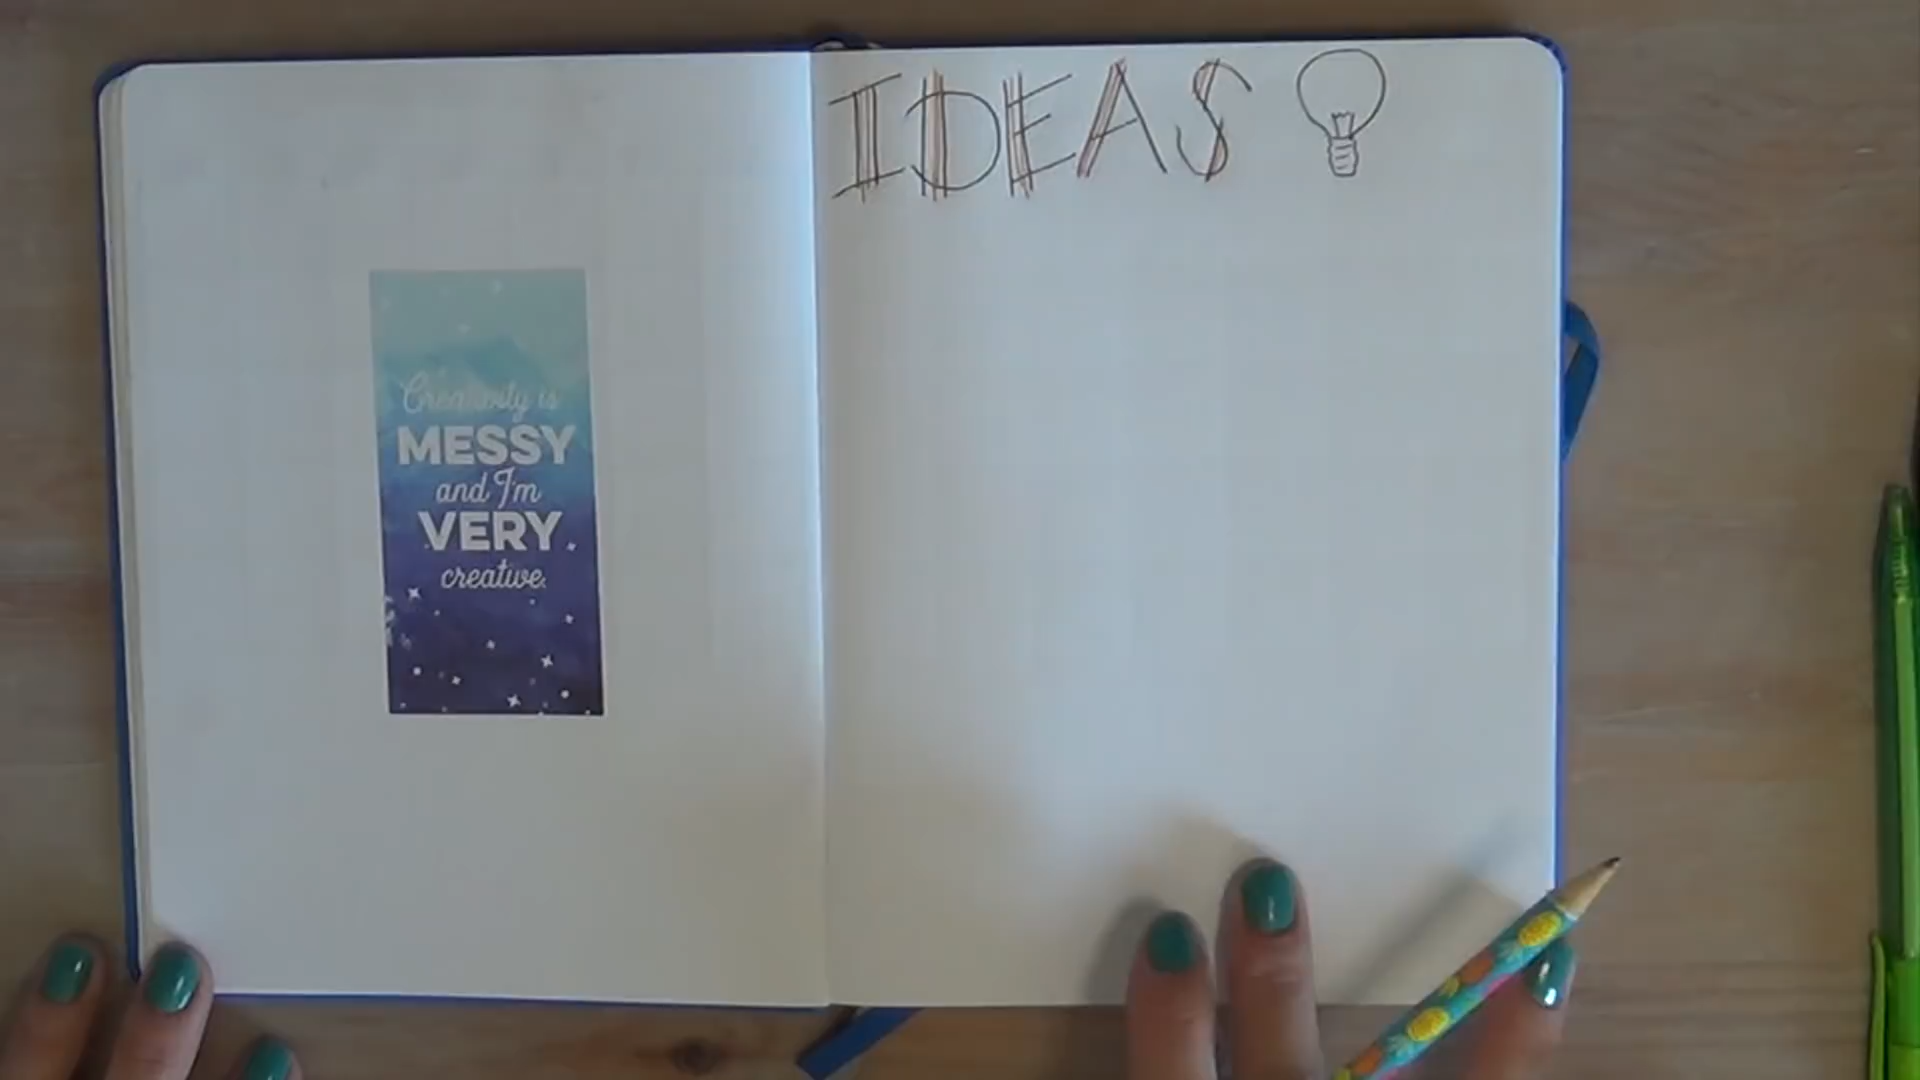 Creativity is
MESSY
and I'm
VERY
creative.
IDEAS